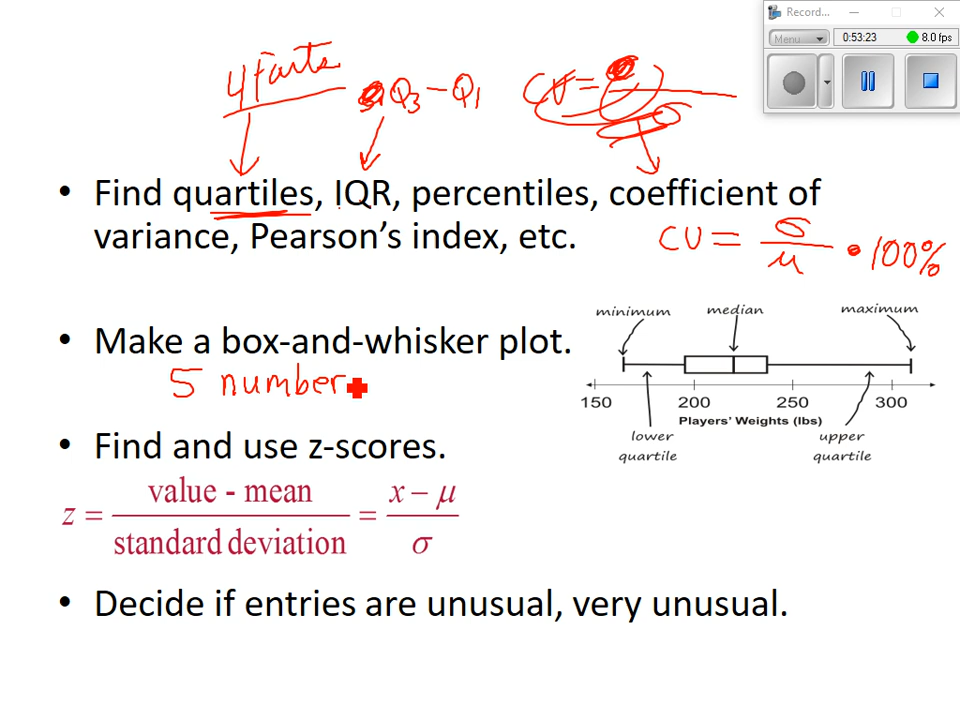 Record...
Menu
0:53:23
8.0 fps
4 Parts
Q3 - Q1
CV =
• Find quartiles, IQR, percentiles, coefficient of
variance, Pearson's index, etc.
CV = σ / μ • 100%
• Make a box-and-whisker plot.
5 number
minimum median maximum
150 200 250 300
Players' Weights (lbs)
lower quartile
upper quartile
• Find and use z-scores.
z = value - mean / standard deviation = x - μ / σ
• Decide if entries are unusual, very unusual.